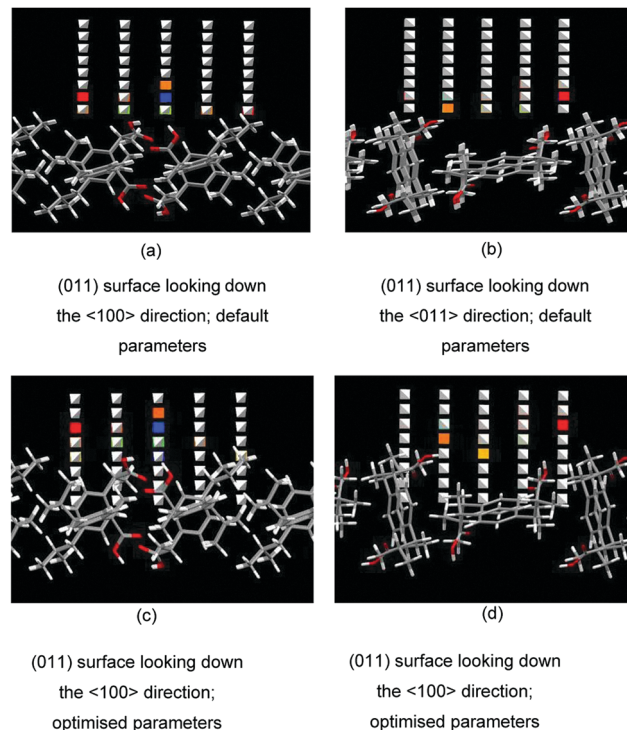 (a)
(011) surface looking down
the <100> direction; default
parameters
(b)
(011) surface looking down
the <011> direction; default
parameters
(c)
(011) surface looking down
the <100> direction;
optimised parameters
(d)
(011) surface looking down
the <100> direction;
optimised parameters